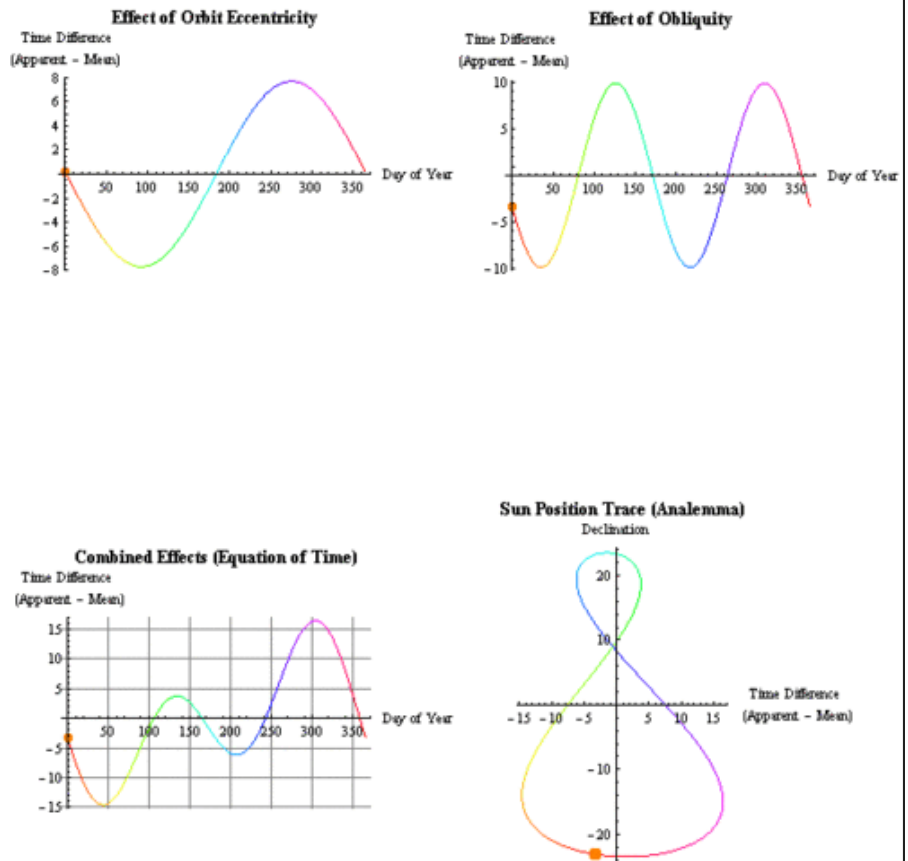 Effect of Orbit Eccentricity
Time Difference
(Apparent - Mean)
8
6
4
2
-2
-4
-6
-8
50 100 150 200 250 300 350
Day of Year
Effect of Obliquity
Time Difference
(Apparent - Mean)
10
5
-5
-10
50 100 150 200 250 300 350
Day of Year
Combined Effects (Equation of Time)
Time Difference
(Apparent - Mean)
15
10
5
-5
-10
-15
50 100 150 200 250 300 350
Day of Year
Sun Position Trace (Analemma)
Declination
20
10
-10
-20
-15 -10 -5 5 10 15
Time Difference
(Apparent - Mean)